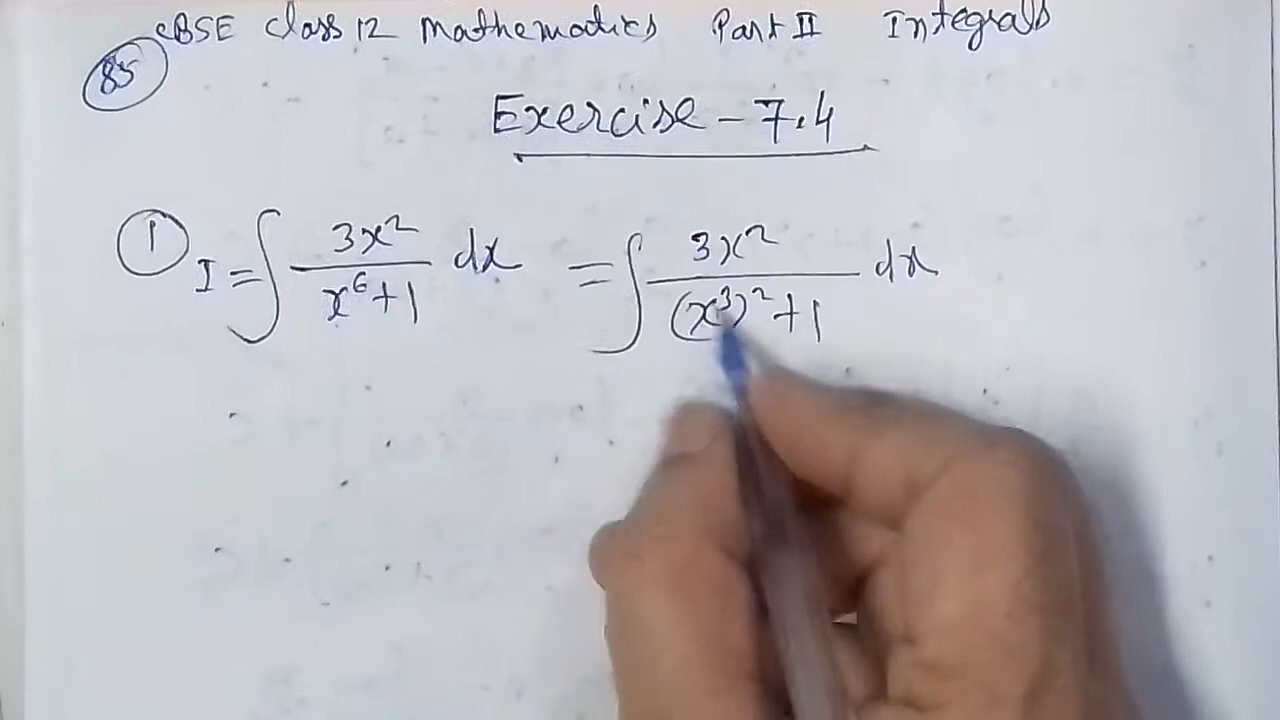 CBSE Class 12 Mathematics Part II Integrals
85
Exercise - 7.4
1 I = ∫ 3x² / x⁶+1 dx = ∫ 3x² / (x³)²+1 dx